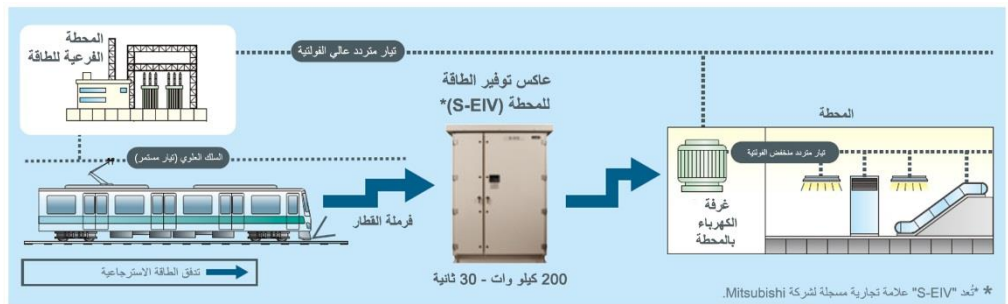 المحطة
الفرعية للطاقة
تيار متردد عالي الفولتية
عاكس توفير الطاقة
للمحطة (S-EIV)*
المحطة
السلك العلوي (تيار مستمر)
تيار متردد منخفض الفولتية
فرملة القطار
غرفة
الكهرباء
بالمحطة
تدفق الطاقة الاسترجاعية
200 كيلو وات - 30 ثانية
* *تُعد "S-EIV" علامة تجارية مسجلة لشركة Mitsubishi.